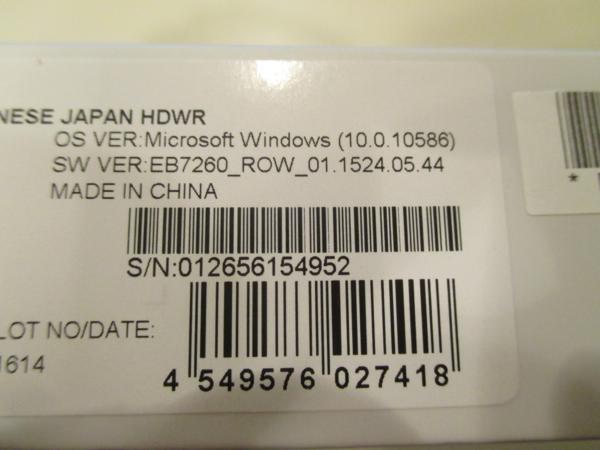 NESE JAPAN HDWR
OS VER:Microsoft Windows (10.0.10586)
SW VER:EB7260_ROW_01.1524.05.44
MADE IN CHINA
S/N:012656154952
LOT NO/DATE:
1614
4 549576 027418
*